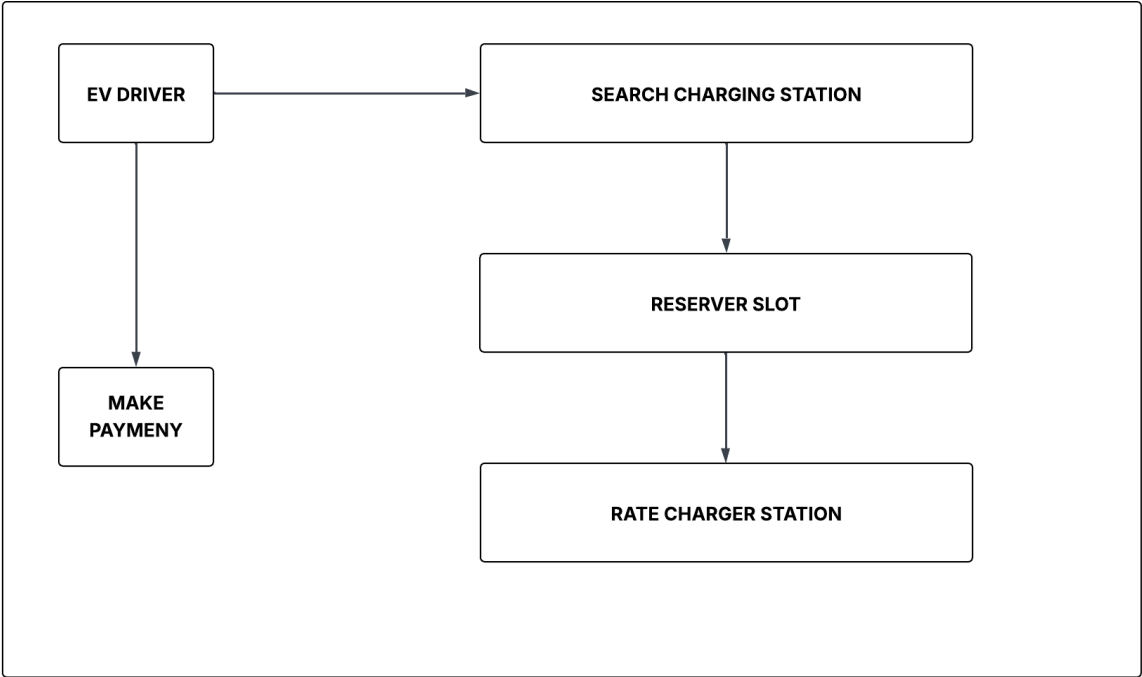 EV DRIVER
SEARCH CHARGING STATION
RESERVER SLOT
MAKE
PAYMENY
RATE CHARGER STATION